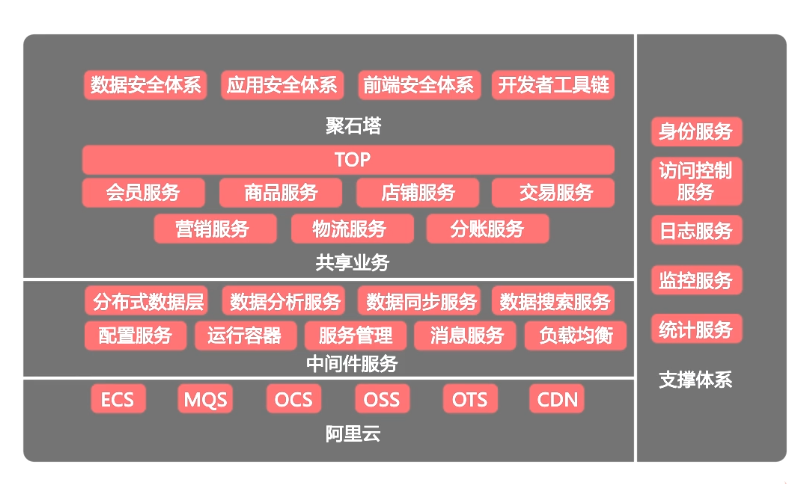 数据安全体系 应用安全体系 前端安全体系 开发者工具链
聚石塔
TOP
会员服务 商品服务 店铺服务 交易服务
营销服务 物流服务 分账服务
共享业务
分布式数据层 数据分析服务 数据同步服务 数据搜索服务
配置服务 运行容器 服务管理 消息服务 负载均衡
中间件服务
ECS MQS OCS OSS OTS CDN
阿里云
身份服务
访问控制
服务
日志服务
监控服务
统计服务
支撑体系